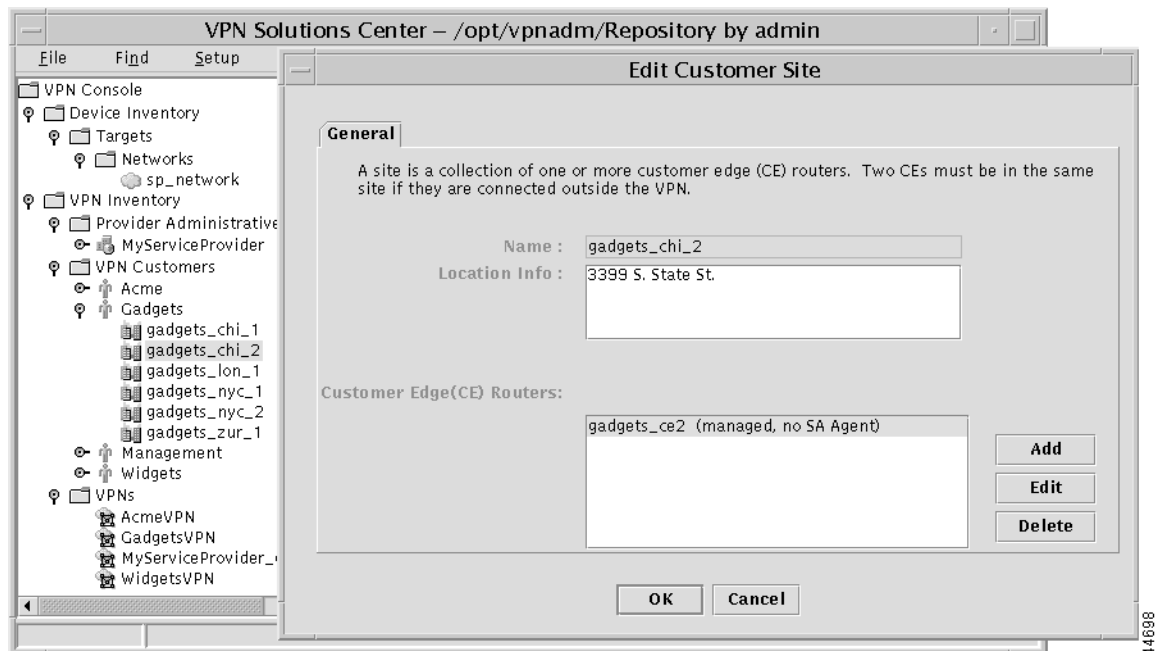 VPN Solutions Center – /opt/vpnadm/Repository by admin
File Find Setup
VPN Console
Device Inventory
Targets
Networks
sp_network
VPN Inventory
Provider Administrative
MyServiceProvider
VPN Customers
Acme
Gadgets
gadgets_chi_1
gadgets_chi_2
gadgets_lon_1
gadgets_nyc_1
gadgets_nyc_2
gadgets_zur_1
Management
Widgets
VPNs
AcmeVPN
GadgetsVPN
MyServiceProvider_
WidgetsVPN
Edit Customer Site
General
A site is a collection of one or more customer edge (CE) routers. Two CEs must be in the same
site if they are connected outside the VPN.
Name : gadgets_chi_2
Location Info : 3399 S. State St.
Customer Edge(CE) Routers:
gadgets_ce2 (managed, no SA Agent)
Add
Edit
Delete
OK Cancel
44698